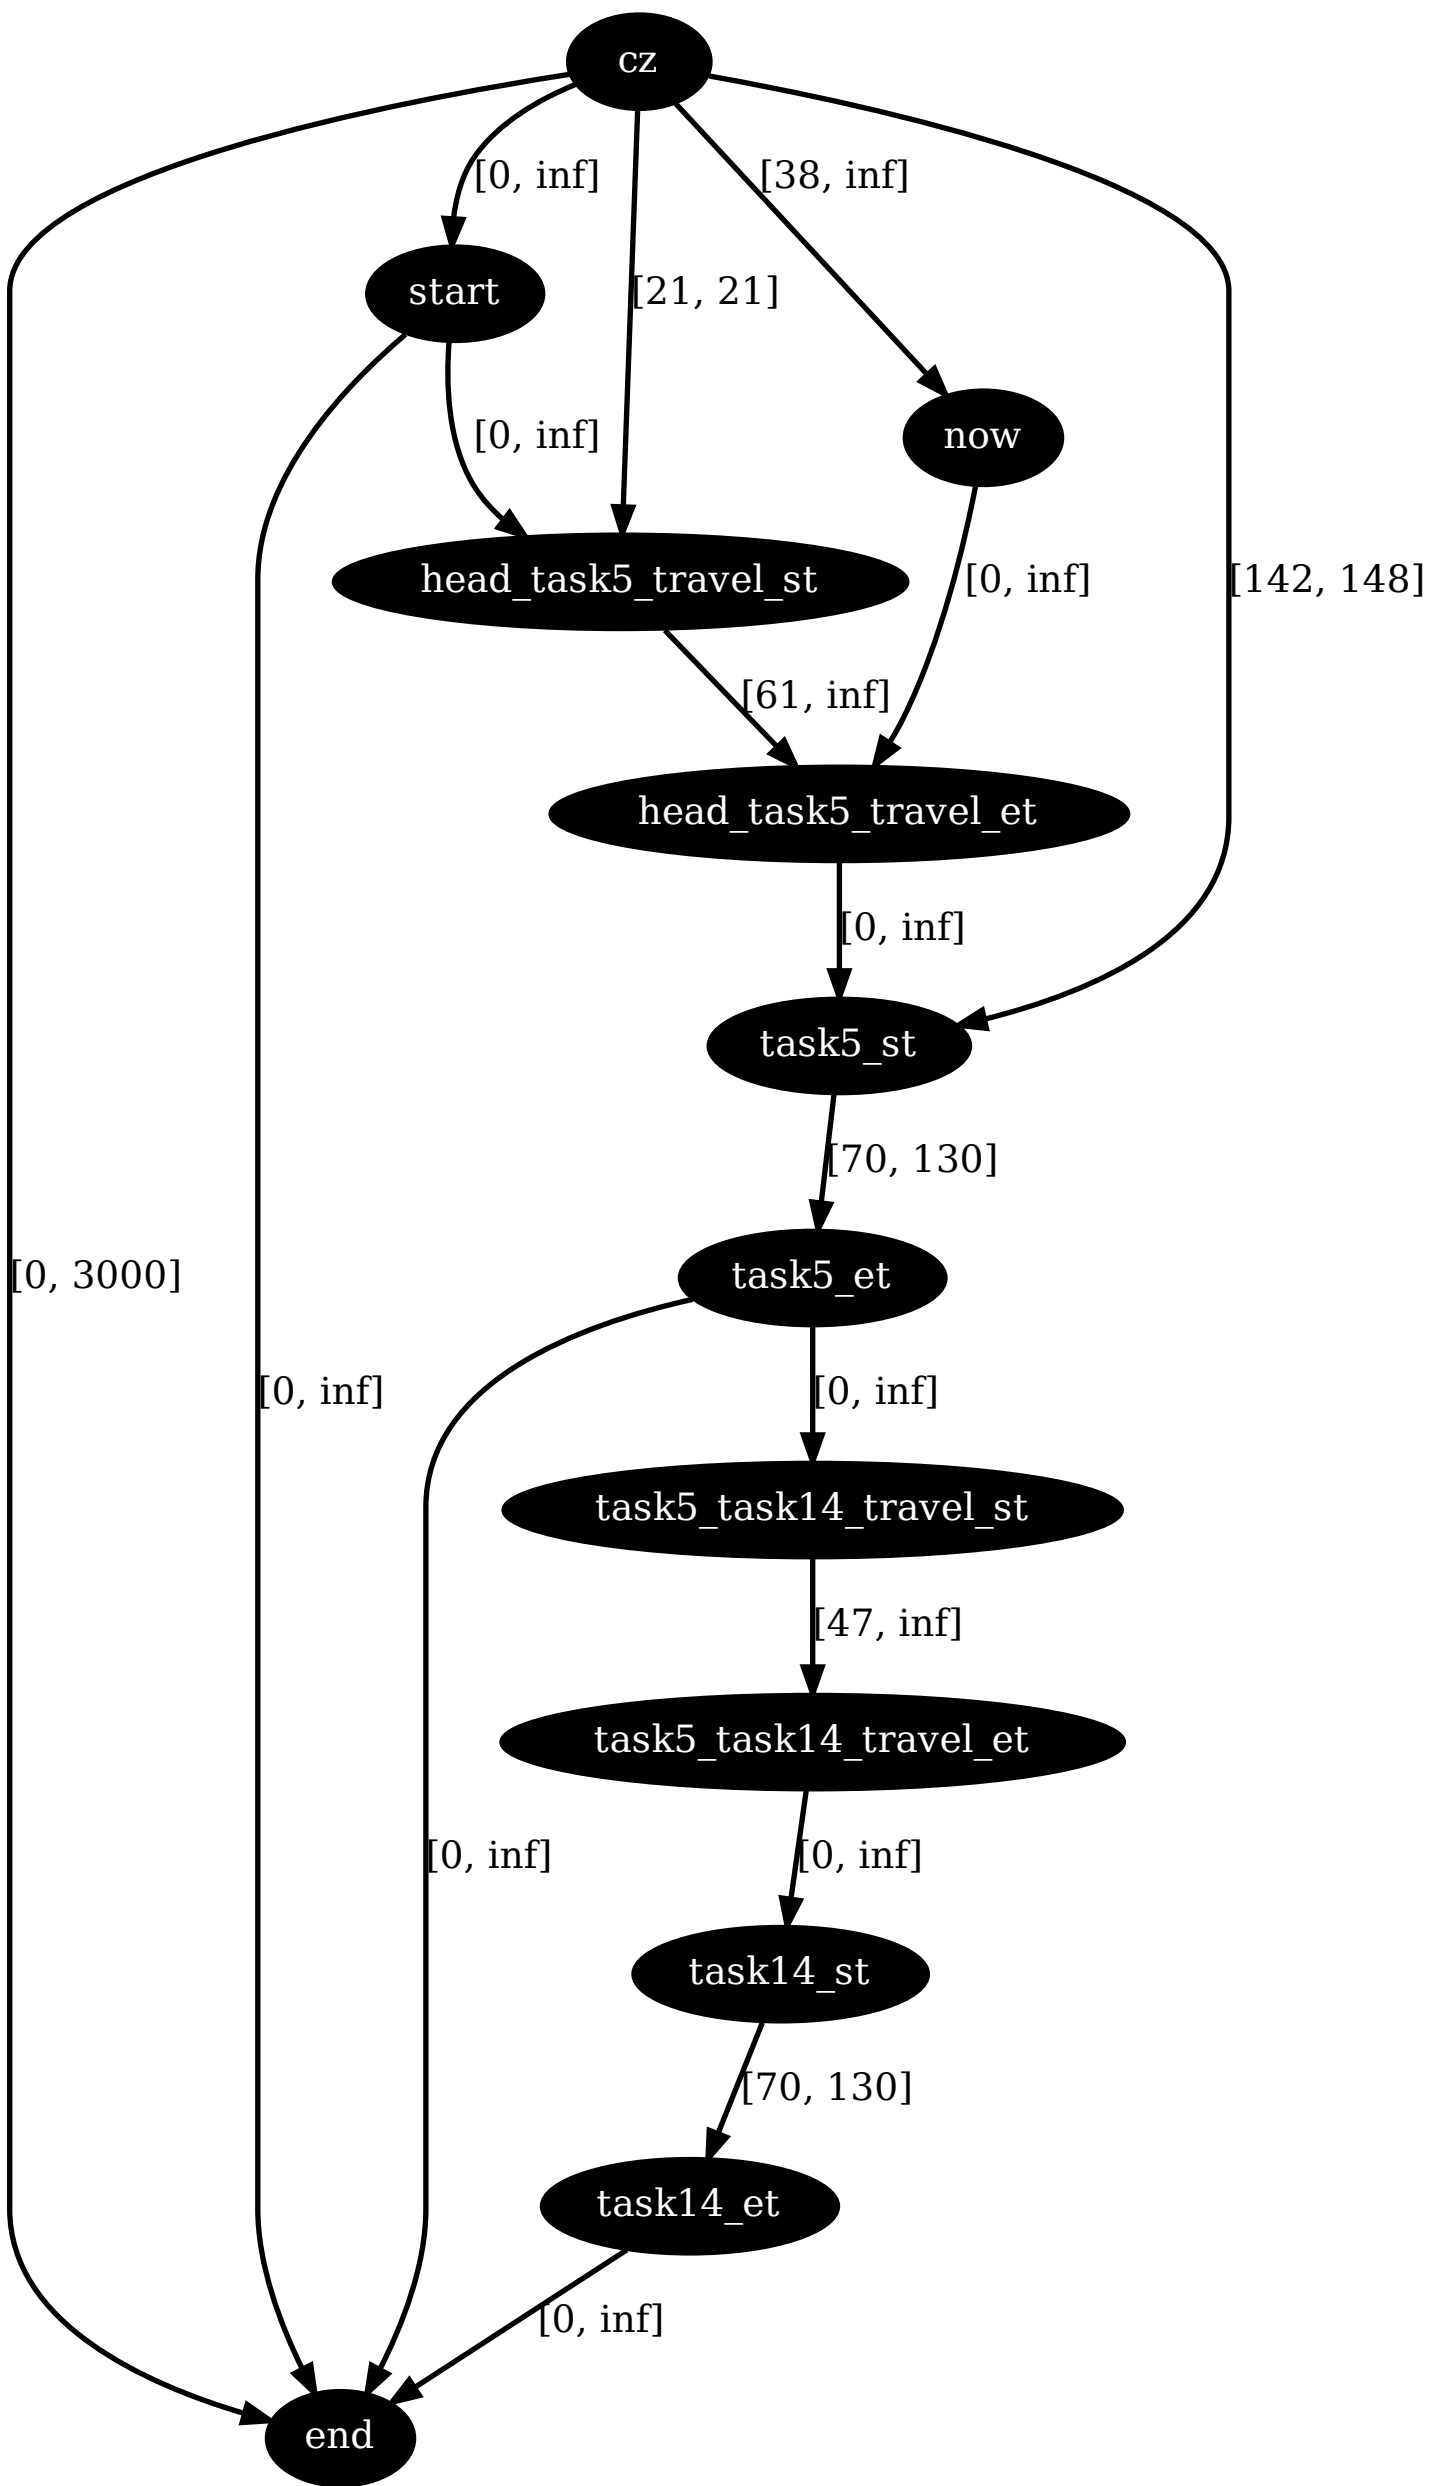 cz
[0, inf]
[38, inf]
start
[21, 21]
now
[0, inf]
head_task5_travel_st
[0, inf]
[142, 148]
[61, inf]
head_task5_travel_et
[0, inf]
task5_st
[70, 130]
task5_et
[0, 3000]
[0, inf]
[0, inf]
task5_task14_travel_st
[47, inf]
task5_task14_travel_et
[0, inf]
[0, inf]
task14_st
[70, 130]
task14_et
[0, inf]
end